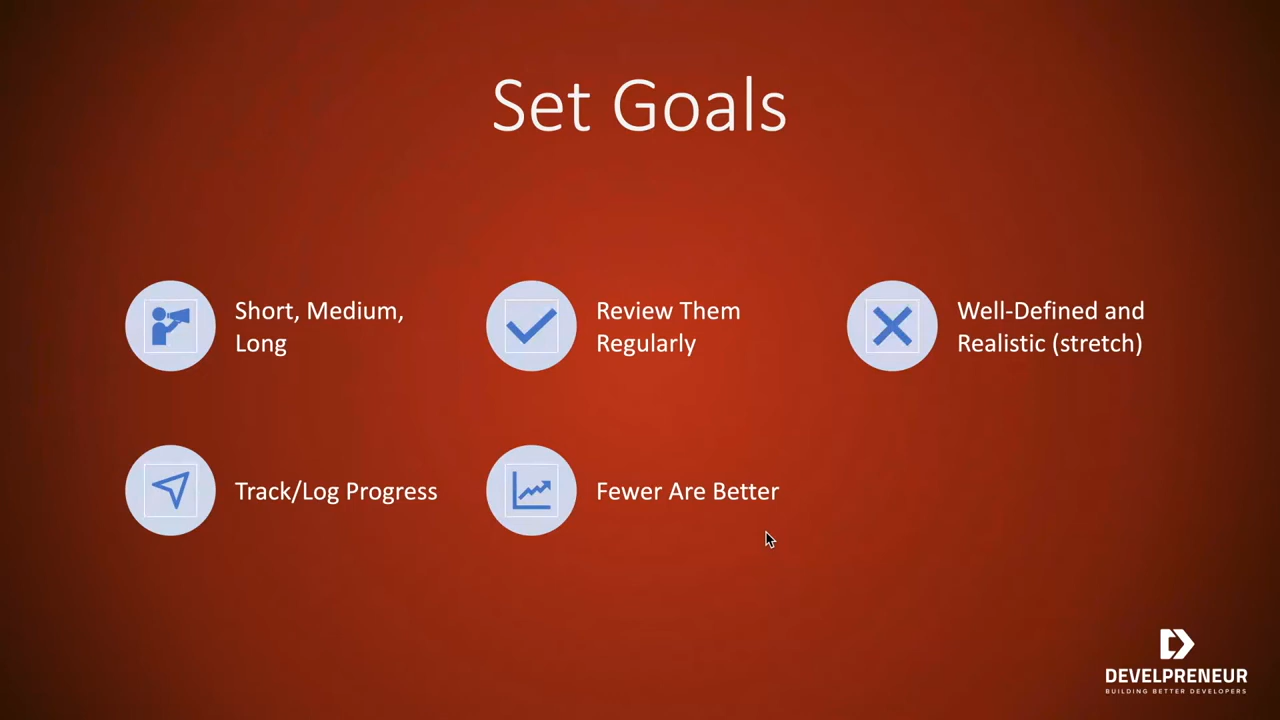 Set Goals
Short, Medium,
Long
Review Them
Regularly
Well-Defined and
Realistic (stretch)
Track/Log Progress
Fewer Are Better
DEVELPRENEUR
BUILDING BETTER DEVELOPERS